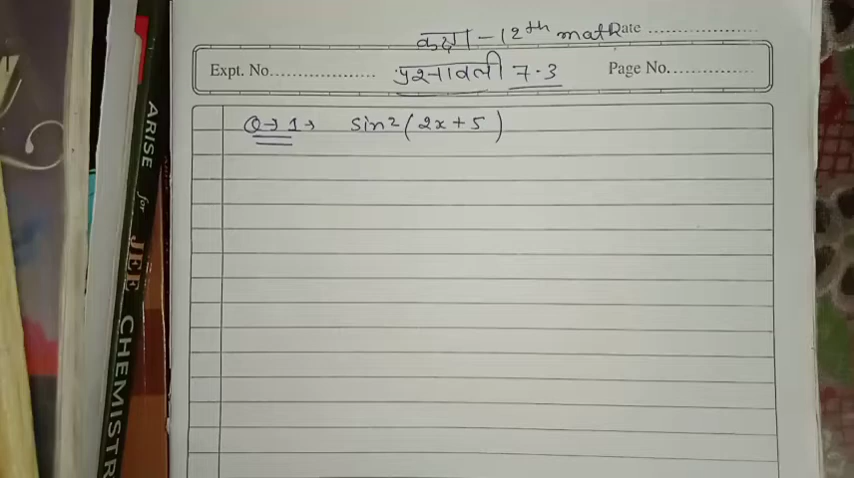 कक्षा - 12th math
Date
Expt. No. प्रश्नावली 7.3 Page No.
Q→1→ sin²(2x+5)
ARISE for JEE CHEMISTR